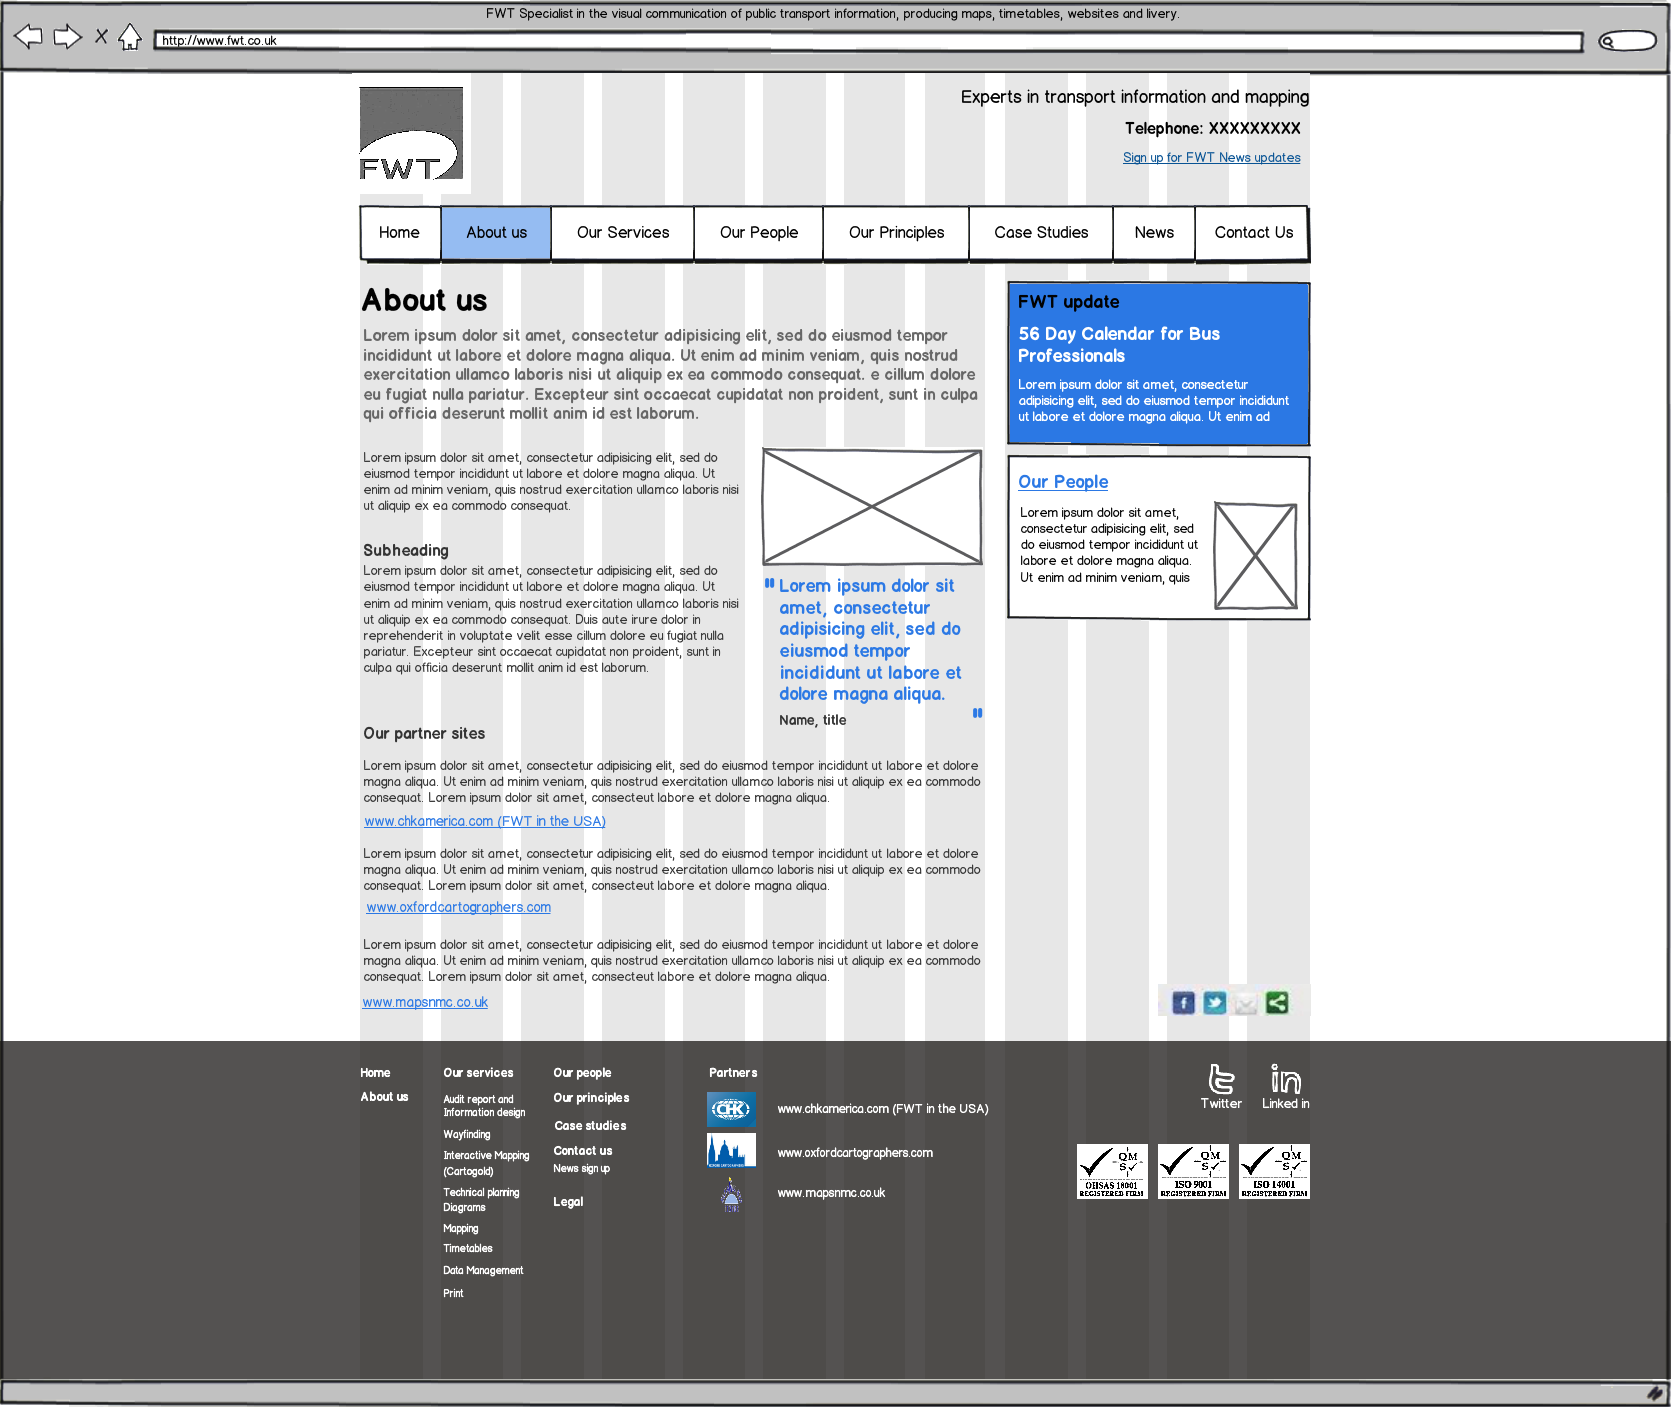 FWT Specialist in the visual communication of public transport information, producing maps, timetables, websites and livery.
http://www.fwt.co.uk
FWT
Experts in transport information and mapping
Telephone: XXXXXXXXX
Sign up for FWT News updates
Home
About us
Our Services
Our People
Our Principles
Case Studies
News
Contact Us
About us
Lorem ipsum dolor sit amet, consectetur adipisicing elit, sed do eiusmod tempor
incididunt ut labore et dolore magna aliqua. Ut enim ad minim veniam, quis nostrud
exercitation ullamco laboris nisi ut aliquip ex ea commodo consequat. e cillum dolore
eu fugiat nulla pariatur. Excepteur sint occaecat cupidatat non proident, sunt in culpa
qui officia deserunt mollit anim id est laborum.
Lorem ipsum dolor sit amet, consectetur adipisicing elit, sed do
eiusmod tempor incididunt ut labore et dolore magna aliqua. Ut
enim ad minim veniam, quis nostrud exercitation ullamco laboris nisi
ut aliquip ex ea commodo consequat.
Subheading
Lorem ipsum dolor sit amet, consectetur adipisicing elit, sed do
eiusmod tempor incididunt ut labore et dolore magna aliqua. Ut
enim ad minim veniam, quis nostrud exercitation ullamco laboris nisi
ut aliquip ex ea commodo consequat. Duis aute irure dolor in
reprehenderit in voluptate velit esse cillum dolore eu fugiat nulla
pariatur. Excepteur sint occaecat cupidatat non proident, sunt in
culpa qui officia deserunt mollit anim id est laborum.
" Lorem ipsum dolor sit
amet, consectetur
adipisicing elit, sed do
eiusmod tempor
incididunt ut labore et
dolore magna aliqua.
"
Name, title
Our partner sites
Lorem ipsum dolor sit amet, consectetur adipisicing elit, sed do eiusmod tempor incididunt ut labore et dolore
magna aliqua. Ut enim ad minim veniam, quis nostrud exercitation ullamco laboris nisi ut aliquip ex ea commodo
consequat. Lorem ipsum dolor sit amet, consecteut labore et dolore magna aliqua.
www.chkamerica.com (FWT in the USA)
Lorem ipsum dolor sit amet, consectetur adipisicing elit, sed do eiusmod tempor incididunt ut labore et dolore
magna aliqua. Ut enim ad minim veniam, quis nostrud exercitation ullamco laboris nisi ut aliquip ex ea commodo
consequat. Lorem ipsum dolor sit amet, consecteut labore et dolore magna aliqua.
www.oxfordcartographers.com
Lorem ipsum dolor sit amet, consectetur adipisicing elit, sed do eiusmod tempor incididunt ut labore et dolore
magna aliqua. Ut enim ad minim veniam, quis nostrud exercitation ullamco laboris nisi ut aliquip ex ea commodo
consequat. Lorem ipsum dolor sit amet, consecteut labore et dolore magna aliqua.
www.mapsnmc.co.uk
FWT update
56 Day Calendar for Bus
Professionals
Lorem ipsum dolor sit amet, consectetur
adipisicing elit, sed do eiusmod tempor incididunt
ut labore et dolore magna aliqua. Ut enim ad
Our People
Lorem ipsum dolor sit amet,
consectetur adipisicing elit, sed
do eiusmod tempor incididunt ut
labore et dolore magna aliqua.
Ut enim ad minim veniam, quis
Home
About us
Our services
Audit report and
Information design
Wayfinding
Interactive Mapping
(Cartogold)
Technical planning
Diagrams
Mapping
Timetables
Data Management
Print
Our people
Our principles
Case studies
Contact us
News sign up
Legal
Partners
CHK
www.chkamerica.com (FWT in the USA)
www.oxfordcartographers.com
www.mapsnmc.co.uk
Twitter
Linked in
QM
S
OHSAS 18001
REGISTERED FIRM
QM
S
ISO 9001
REGISTERED FIRM
QM
S
ISO 14001
REGISTERED FIRM